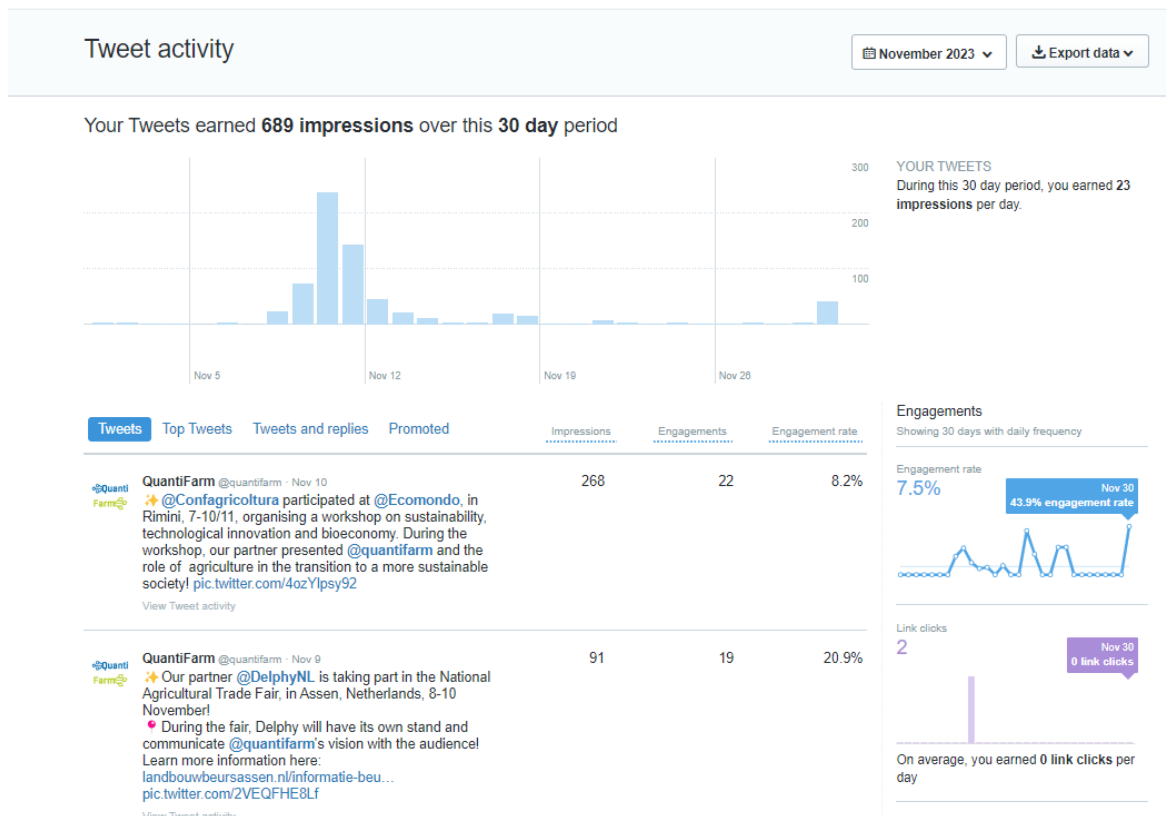 Tweet activity
November 2023
Export data
Your Tweets earned 689 impressions over this 30 day period
300
200
100
Nov 5
Nov 12
Nov 19
Nov 26
YOUR TWEETS
During this 30 day period, you earned 23
impressions per day.
Tweets
Top Tweets
Tweets and replies
Promoted
Impressions
Engagements
Engagement rate
Quanti
Farm
QuantiFarm @quantifarm · Nov 10
✨@Confagricoltura participated at @Ecomondo, in
Rimini, 7-10/11, organising a workshop on sustainability,
technological innovation and bioeconomy. During the
workshop, our partner presented @quantifarm and the
role of agriculture in the transition to a more sustainable
society! pic.twitter.com/4ozYlpsy92
View Tweet activity
268
22
8.2%
Quanti
Farm
QuantiFarm @quantifarm · Nov 9
✨Our partner @DelphyNL is taking part in the National
Agricultural Trade Fair, in Assen, Netherlands, 8-10
November!
📍During the fair, Delphy will have its own stand and
communicate @quantifarm's vision with the audience!
Learn more information here:
landbouwbeursassen.nl/informatie-beu…
pic.twitter.com/2VEQFHE8Lf
View Tweet activity
91
19
20.9%
Engagements
Showing 30 days with daily frequency
Engagement rate
7.5%
Nov 30
43.9% engagement rate
Link clicks
2
Nov 30
0 link clicks
On average, you earned 0 link clicks per
day